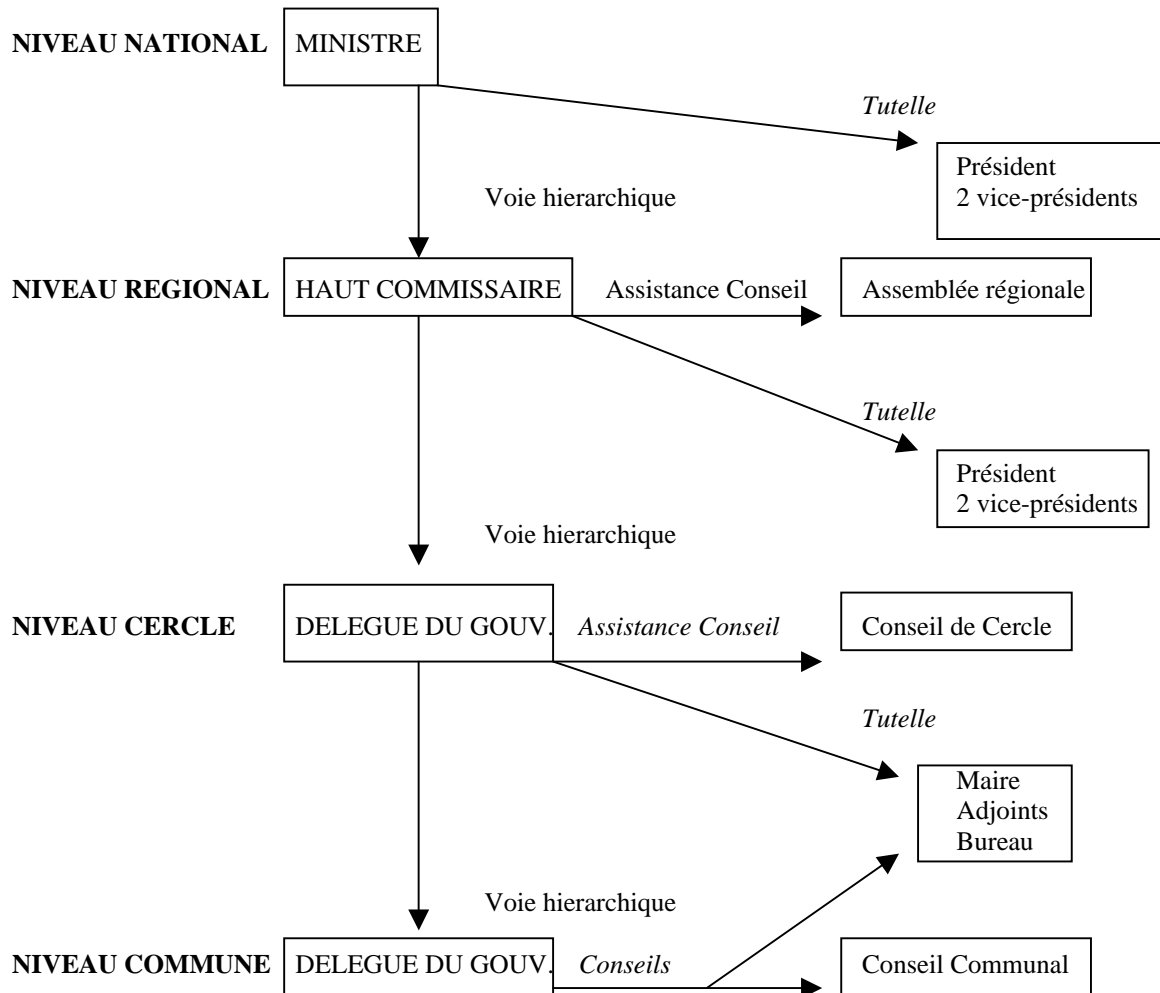 NIVEAU NATIONAL MINISTRE
Tutelle
Président
2 vice-présidents
Voie hierarchique
NIVEAU REGIONAL HAUT COMMISSAIRE Assistance Conseil Assemblée régionale
Tutelle
Président
2 vice-présidents
Voie hierarchique
NIVEAU CERCLE DELEGUE DU GOUV. Assistance Conseil Conseil de Cercle
Tutelle
Maire
Adjoints
Bureau
Voie hierarchique
NIVEAU COMMUNE DELEGUE DU GOUV. Conseils Conseil Communal